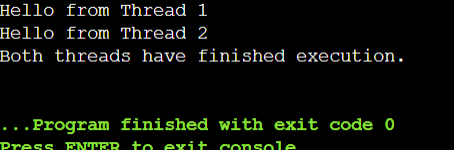 Hello from Thread 1
Hello from Thread 2
Both threads have finished execution.
...Program finished with exit code 0
Press ENTER to exit console